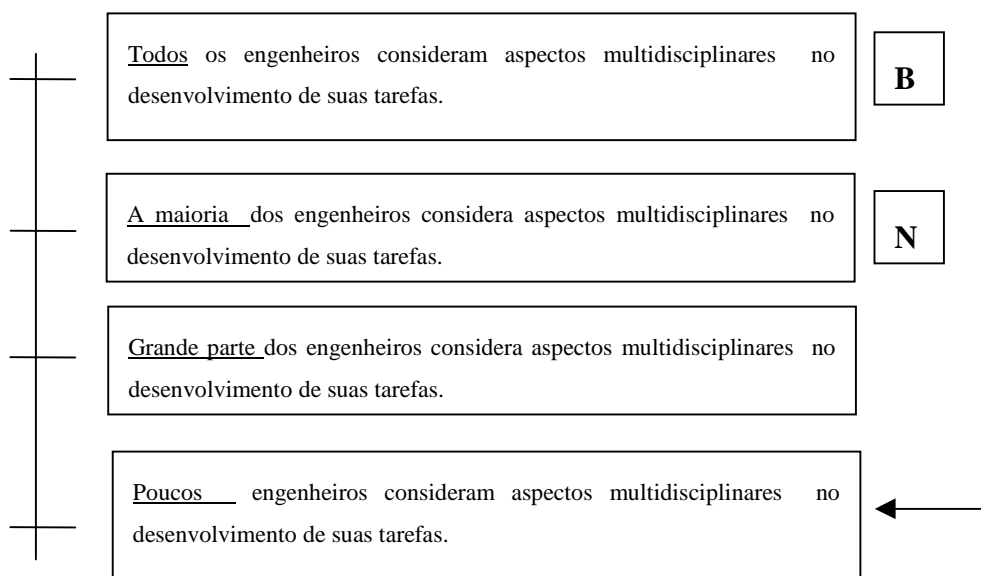 Todos os engenheiros consideram aspectos multidisciplinares no
desenvolvimento de suas tarefas.
B
A maioria dos engenheiros considera aspectos multidisciplinares no
desenvolvimento de suas tarefas.
N
Grande parte dos engenheiros considera aspectos multidisciplinares no
desenvolvimento de suas tarefas.
Poucos engenheiros consideram aspectos multidisciplinares no
desenvolvimento de suas tarefas.